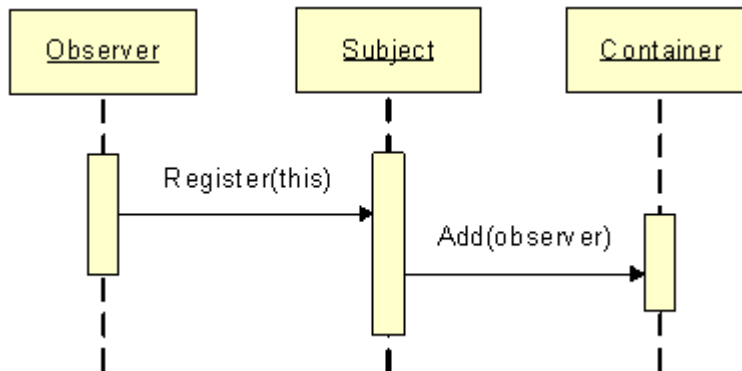 Observer
Subject
Container
Register(this)
Add(observer)